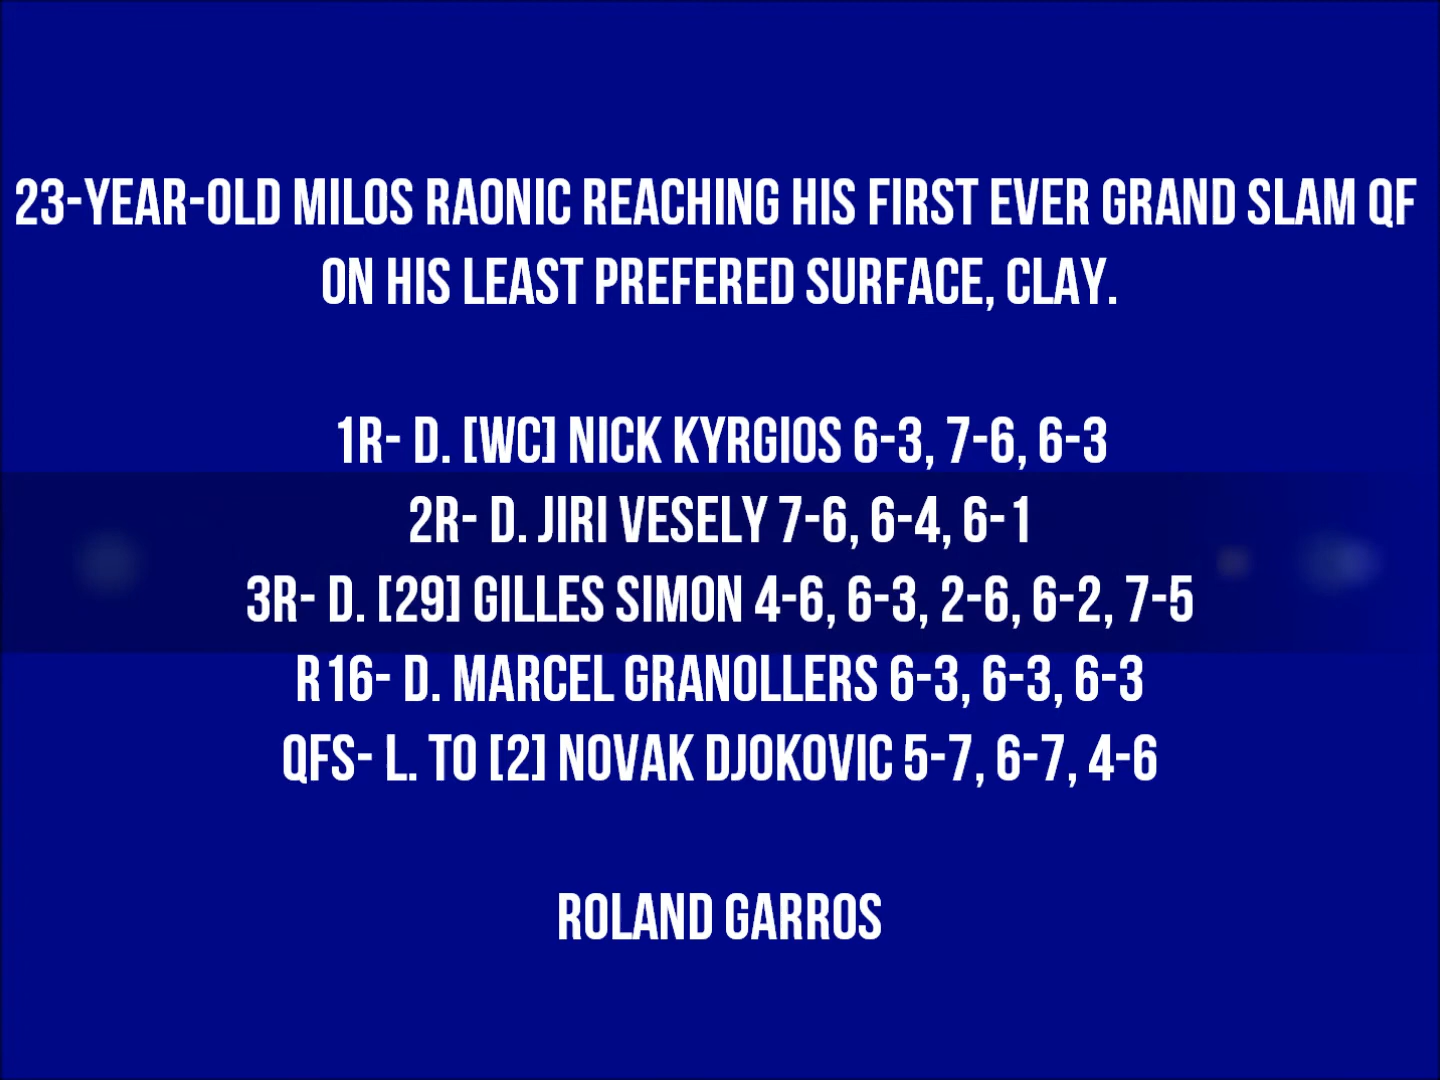 23-YEAR-OLD MILOS RAONIC REACHING HIS FIRST EVER GRAND SLAM QF
ON HIS LEAST PREFERED SURFACE, CLAY.
1R- D. [WC] NICK KYRGIOS 6-3, 7-6, 6-3
2R- D. JIRI VESELY 7-6, 6-4, 6-1
3R- D. [29] GILLES SIMON 4-6, 6-3, 2-6, 6-2, 7-5
R16- D. MARCEL GRANOLLERS 6-3, 6-3, 6-3
QFS- L. TO [2] NOVAK DJOKOVIC 5-7, 6-7, 4-6
ROLAND GARROS